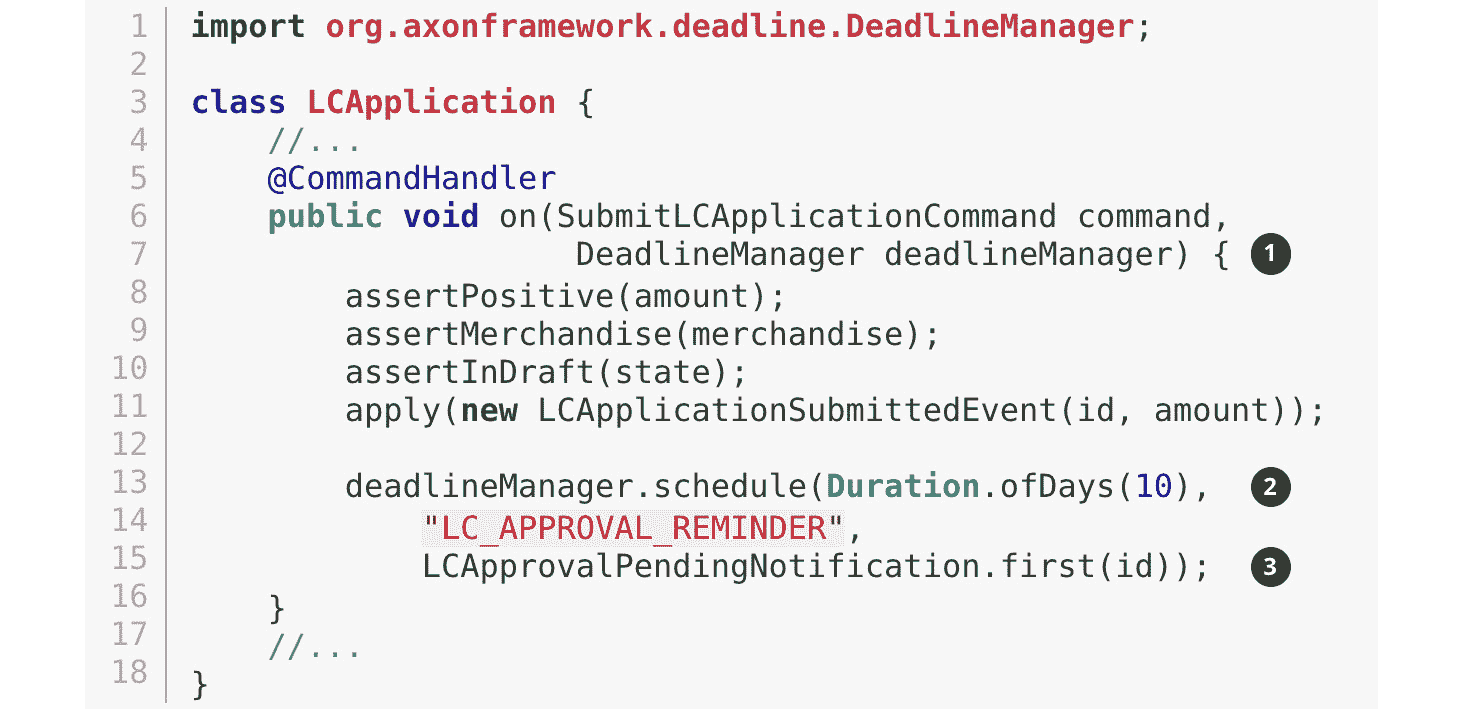 1 import org.axonframework.deadline.DeadlineManager;
2
3 class LCApplication {
4     //...
5     @CommandHandler
6     public void on(SubmitLCApplicationCommand command,
7                     DeadlineManager deadlineManager) { 1
8         assertPositive(amount);
9         assertMerchandise(merchandise);
10         assertInDraft(state);
11         apply(new LCApplicationSubmittedEvent(id, amount));
12
13         deadlineManager.schedule(Duration.ofDays(10), 2
14             "LC_APPROVAL_REMINDER",
15             LCApprovalPendingNotification.first(id)); 3
16     }
17     //...
18 }